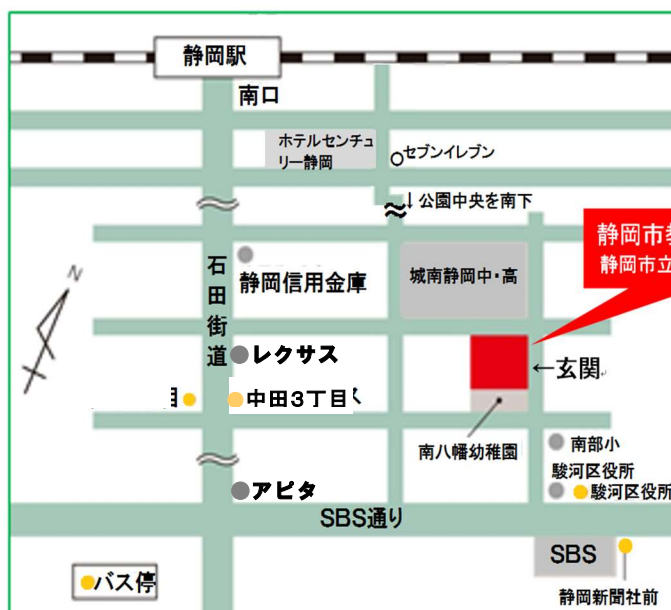 静岡駅
南口
ホテルセンチュ
リー静岡
セブンイレブン
↓公園中央を南下
静岡市教
静岡市立
N
石田街道
静岡信用金庫
城南静岡中・高
レクサス
←玄関
目
中田3丁目
南八幡幼稚園
南部小
駿河区役所
駿河区役所
アピタ
SBS通り
SBS
バス停
静岡新聞社前